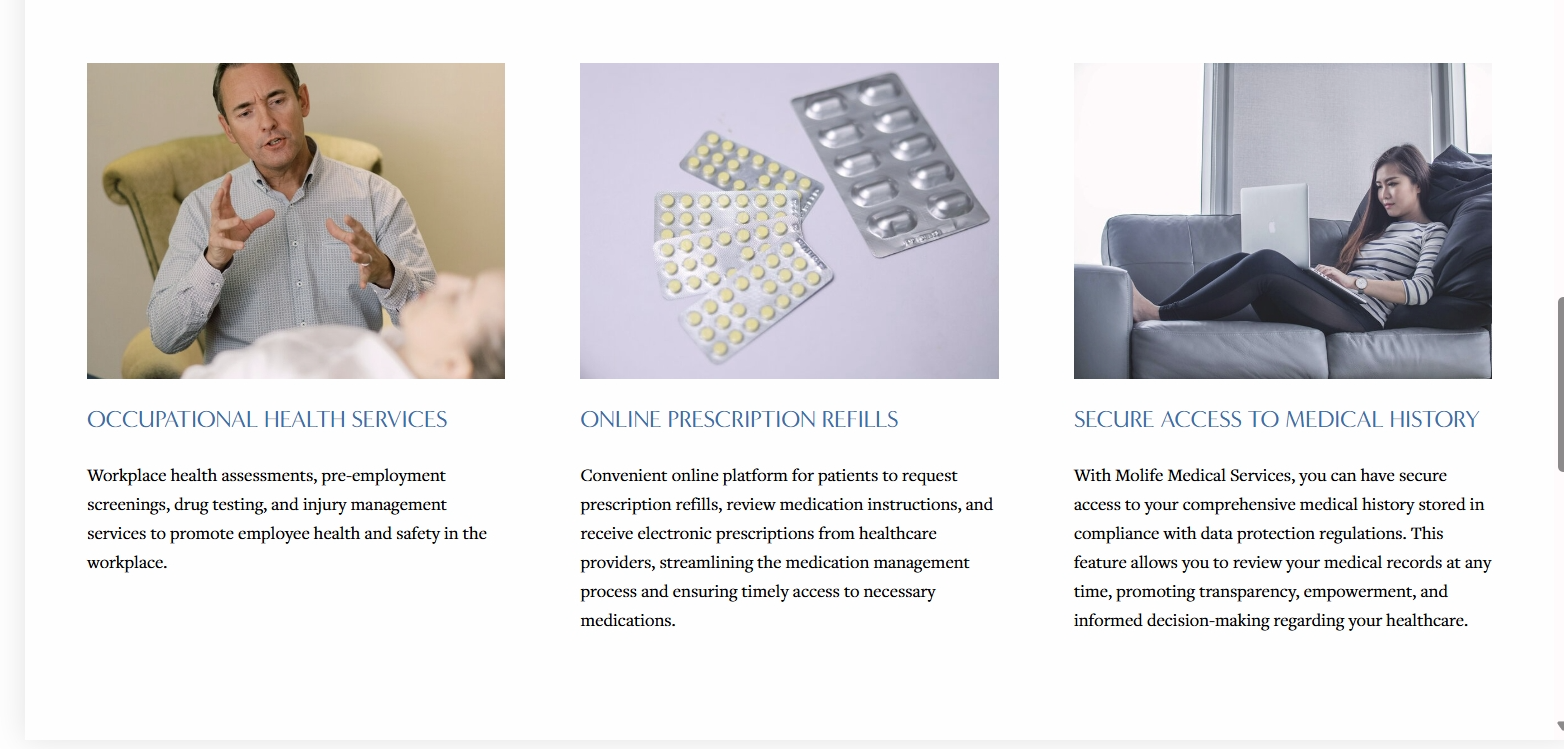 OCCUPATIONAL HEALTH SERVICES
Workplace health assessments, pre-employment
screenings, drug testing, and injury management
services to promote employee health and safety in the
workplace.
ONLINE PRESCRIPTION REFILLS
Convenient online platform for patients to request
prescription refills, review medication instructions, and
receive electronic prescriptions from healthcare
providers, streamlining the medication management
process and ensuring timely access to necessary
medications.
SECURE ACCESS TO MEDICAL HISTORY
With Molife Medical Services, you can have secure
access to your comprehensive medical history stored in
compliance with data protection regulations. This
feature allows you to review your medical records at any
time, promoting transparency, empowerment, and
informed decision-making regarding your healthcare.